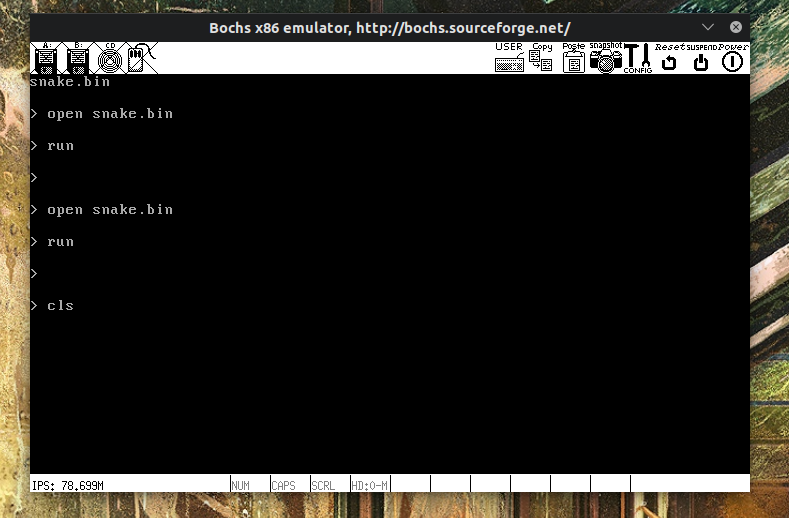 Bochs x86 emulator, http://bochs.sourceforge.net/
A: B: CD USER Copy Paste snapshot CONFIG Reset SUSPEND Power
snake.bin
> open snake.bin
> run
>
> open snake.bin
> run
>
> cls
IPS: 78.699M NUM CAPS SCRL HD:0-M